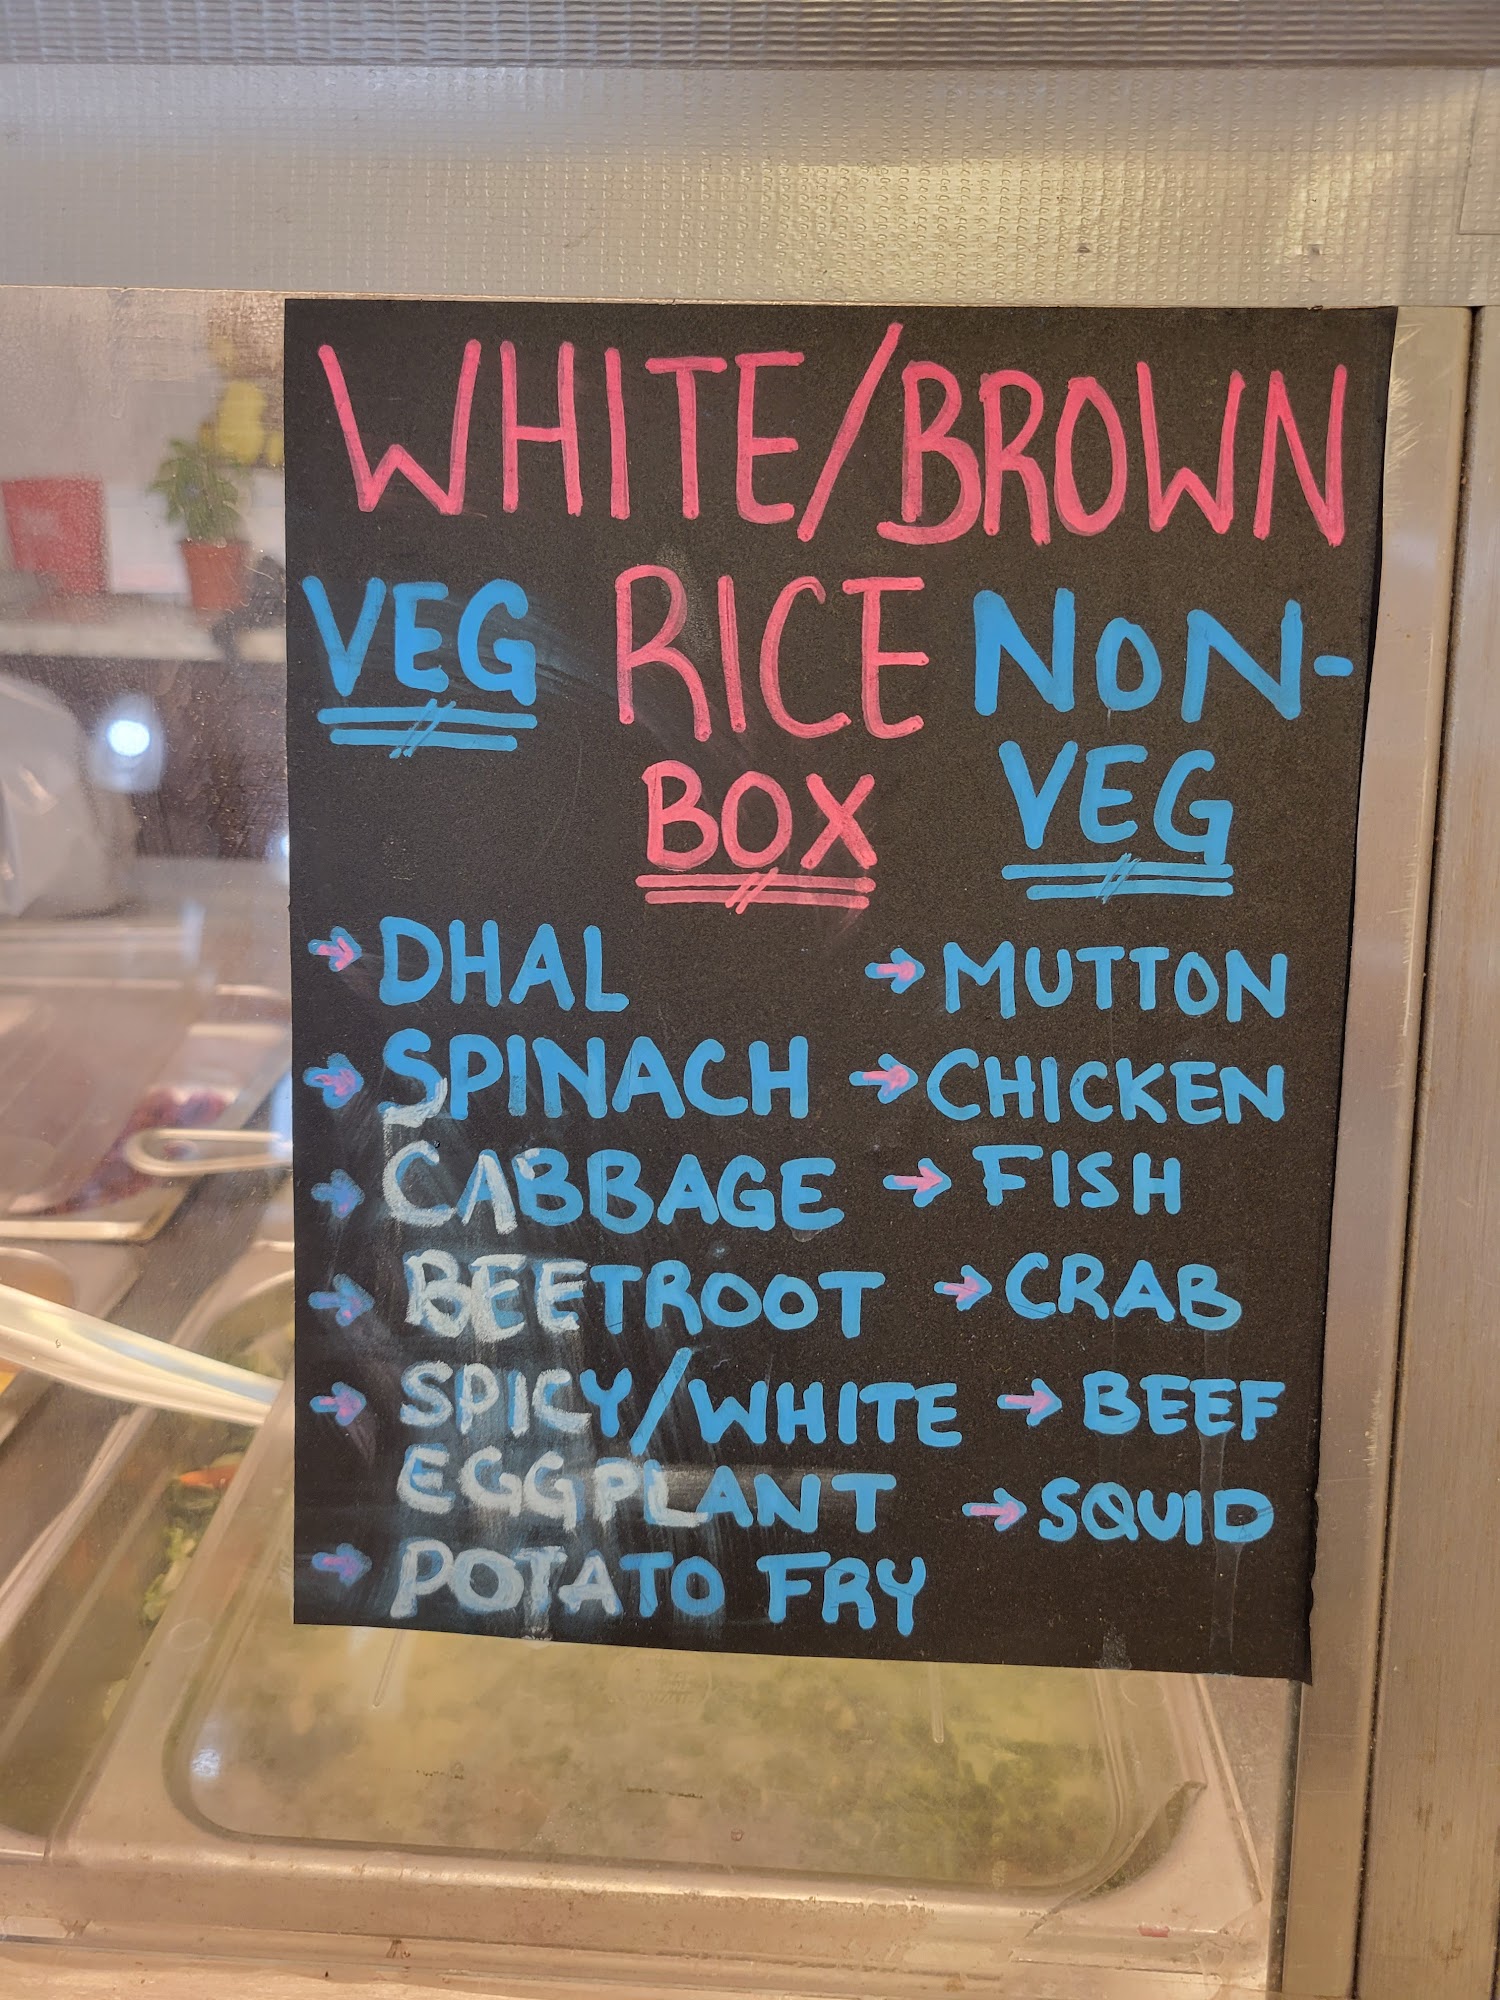 WHITE/BROWN
RICE
BOX
VEG
→ DHAL
→ SPINACH
→ CABBAGE
→ BEETROOT
→ SPICY/WHITE
EGGPLANT
→ POTATO FRY
NON-
VEG
→ MUTTON
→ CHICKEN
→ FISH
→ CRAB
→ BEEF
→ SQUID